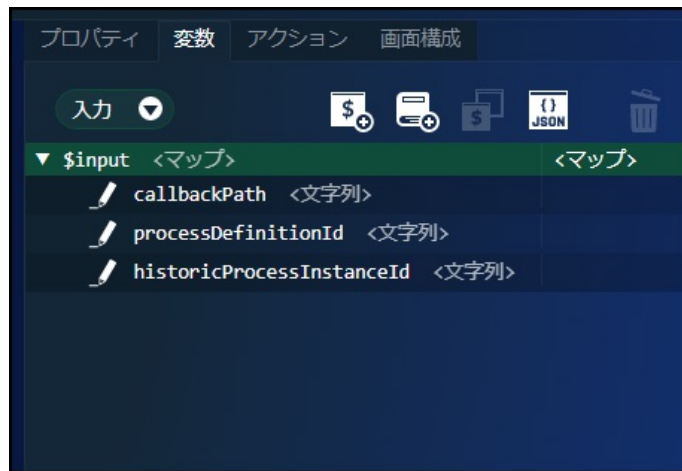 プロパティ 変数 アクション 画面構成
入力 $ $ {} JSON
$input <マップ> <マップ>
callbackPath <文字列>
processDefinitionId <文字列>
historicProcessInstanceId <文字列>